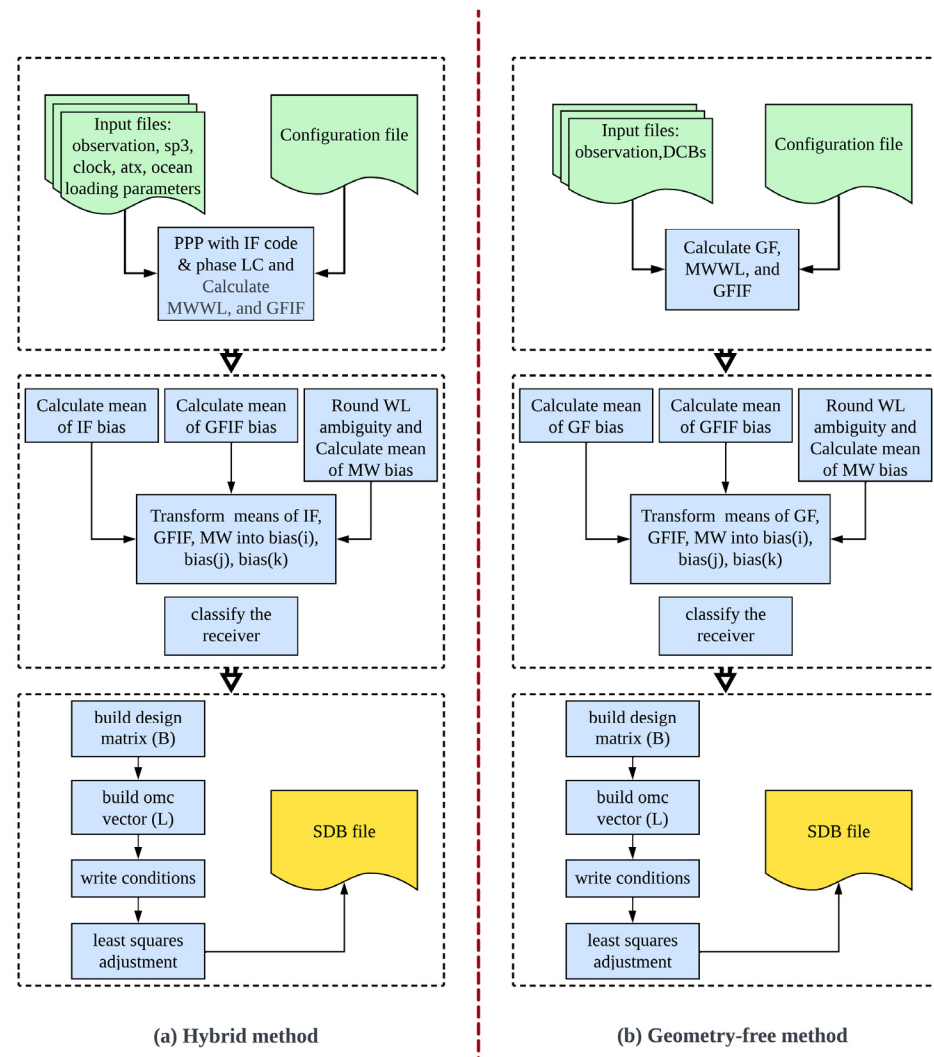 Input files:
observation, sp3,
clock, atx, ocean
loading parameters
Configuration file
PPP with IF code
& phase LC and
Calculate
MWWL, and GFIF
Calculate mean
of IF bias
Calculate mean
of GFIF bias
Round WL
ambiguity and
Calculate mean
of MW bias
Transform means of IF,
GFIF, MW into bias(i),
bias(j), bias(k)
classify the
receiver
build design
matrix (B)
build omc
vector (L)
write conditions
least squares
adjustment
SDB file
(a) Hybrid method
Input files:
observation,DCBs
Configuration file
Calculate GF,
MWWL, and
GFIF
Calculate mean
of GF bias
Calculate mean
of GFIF bias
Round WL
ambiguity and
Calculate mean
of MW bias
Transform means of GF,
GFIF, MW into bias(i),
bias(j), bias(k)
classify the
receiver
build design
matrix (B)
build omc
vector (L)
write conditions
least squares
adjustment
SDB file
(b) Geometry-free method